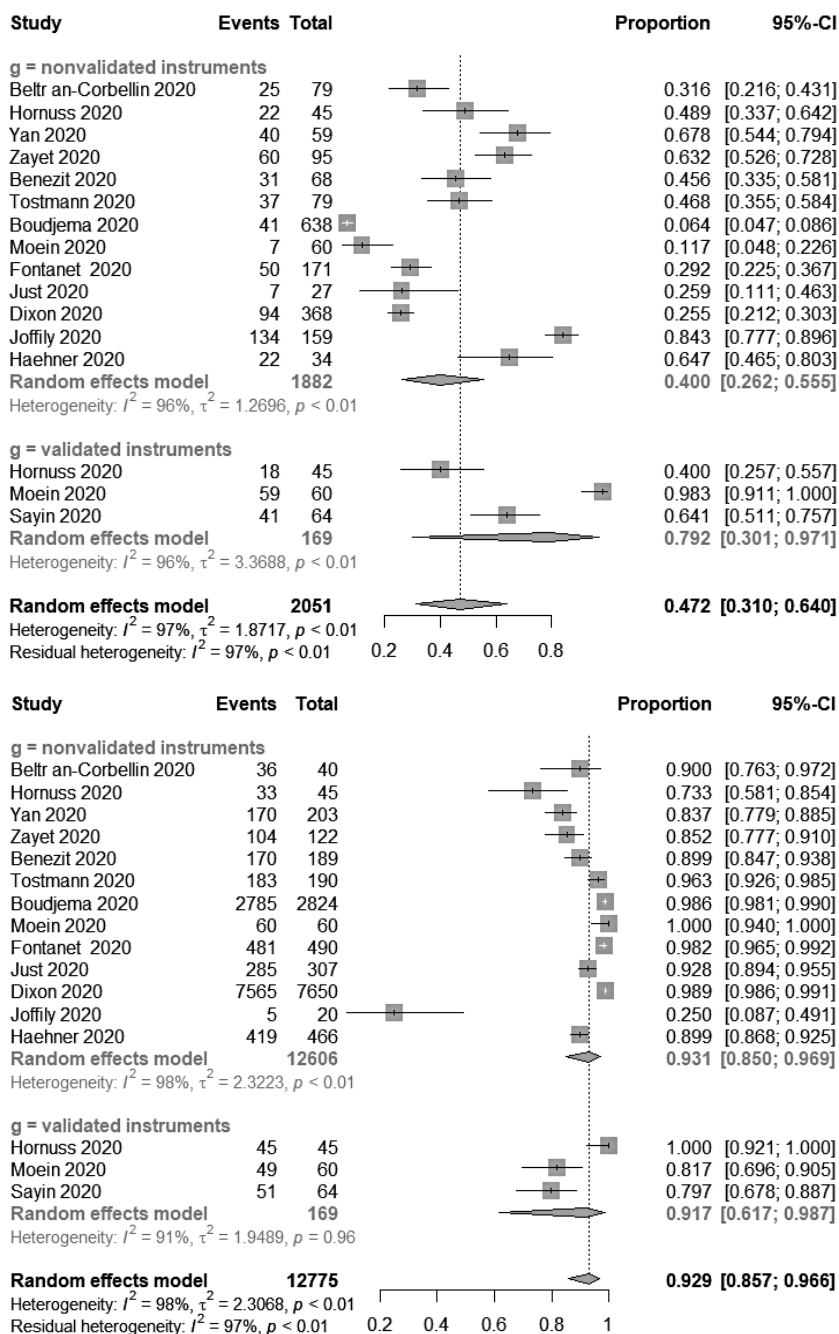 Study Events Total Proportion 95%-CI
g = nonvalidated instruments
Beltr an-Corbellin 2020 25 79 0.316 [0.216; 0.431]
Hornuss 2020 22 45 0.489 [0.337; 0.642]
Yan 2020 40 59 0.678 [0.544; 0.794]
Zayet 2020 60 95 0.632 [0.526; 0.728]
Benezit 2020 31 68 0.456 [0.335; 0.581]
Tostmann 2020 37 79 0.468 [0.355; 0.584]
Boudjema 2020 41 638 0.064 [0.047; 0.086]
Moein 2020 7 60 0.117 [0.048; 0.226]
Fontanet 2020 50 171 0.292 [0.225; 0.367]
Just 2020 7 27 0.259 [0.111; 0.463]
Dixon 2020 94 368 0.255 [0.212; 0.303]
Joffily 2020 134 159 0.843 [0.777; 0.896]
Haehner 2020 22 34 0.647 [0.465; 0.803]
Random effects model 1882 0.400 [0.262; 0.555]
Heterogeneity: I² = 96%, τ² = 1.2696, p < 0.01
g = validated instruments
Hornuss 2020 18 45 0.400 [0.257; 0.557]
Moein 2020 59 60 0.983 [0.911; 1.000]
Sayin 2020 41 64 0.641 [0.511; 0.757]
Random effects model 169 0.792 [0.301; 0.971]
Heterogeneity: I² = 96%, τ² = 3.3688, p < 0.01
Random effects model 2051 0.472 [0.310; 0.640]
Heterogeneity: I² = 97%, τ² = 1.8717, p < 0.01
Residual heterogeneity: I² = 97%, p < 0.01 0.2 0.4 0.6 0.8
Study Events Total Proportion 95%-CI
g = nonvalidated instruments
Beltr an-Corbellin 2020 36 40 0.900 [0.763; 0.972]
Hornuss 2020 33 45 0.733 [0.581; 0.854]
Yan 2020 170 203 0.837 [0.779; 0.885]
Zayet 2020 104 122 0.852 [0.777; 0.910]
Benezit 2020 170 189 0.899 [0.847; 0.938]
Tostmann 2020 183 190 0.963 [0.926; 0.985]
Boudjema 2020 2785 2824 0.986 [0.981; 0.990]
Moein 2020 60 60 1.000 [0.940; 1.000]
Fontanet 2020 481 490 0.982 [0.965; 0.992]
Just 2020 285 307 0.928 [0.894; 0.955]
Dixon 2020 7565 7650 0.989 [0.986; 0.991]
Joffily 2020 5 20 0.250 [0.087; 0.491]
Haehner 2020 419 466 0.899 [0.868; 0.925]
Random effects model 12606 0.931 [0.850; 0.969]
Heterogeneity: I² = 98%, τ² = 2.3223, p < 0.01
g = validated instruments
Hornuss 2020 45 45 1.000 [0.921; 1.000]
Moein 2020 49 60 0.817 [0.696; 0.905]
Sayin 2020 51 64 0.797 [0.678; 0.887]
Random effects model 169 0.917 [0.617; 0.987]
Heterogeneity: I² = 91%, τ² = 1.9489, p = 0.96
Random effects model 12775 0.929 [0.857; 0.966]
Heterogeneity: I² = 98%, τ² = 2.3068, p < 0.01
Residual heterogeneity: I² = 97%, p < 0.01 0.2 0.4 0.6 0.8 1